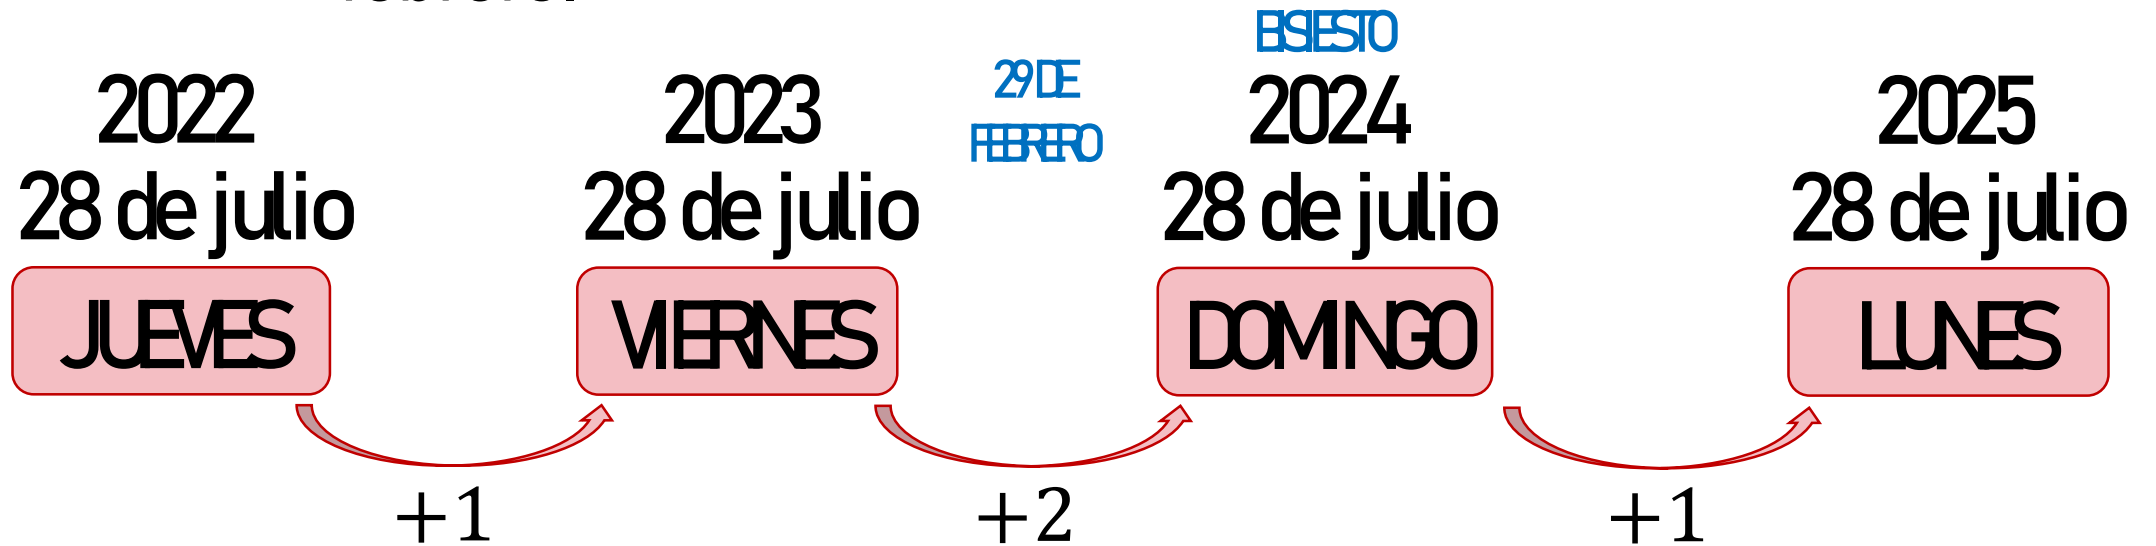 BISIESTO
29 DE
FEBRERO
2022
2023
2024
2025
28 de julio
28 de julio
28 de julio
28 de julio
JUEVES
VIERNES
DOMINGO
LUNES
+1
+2
+1